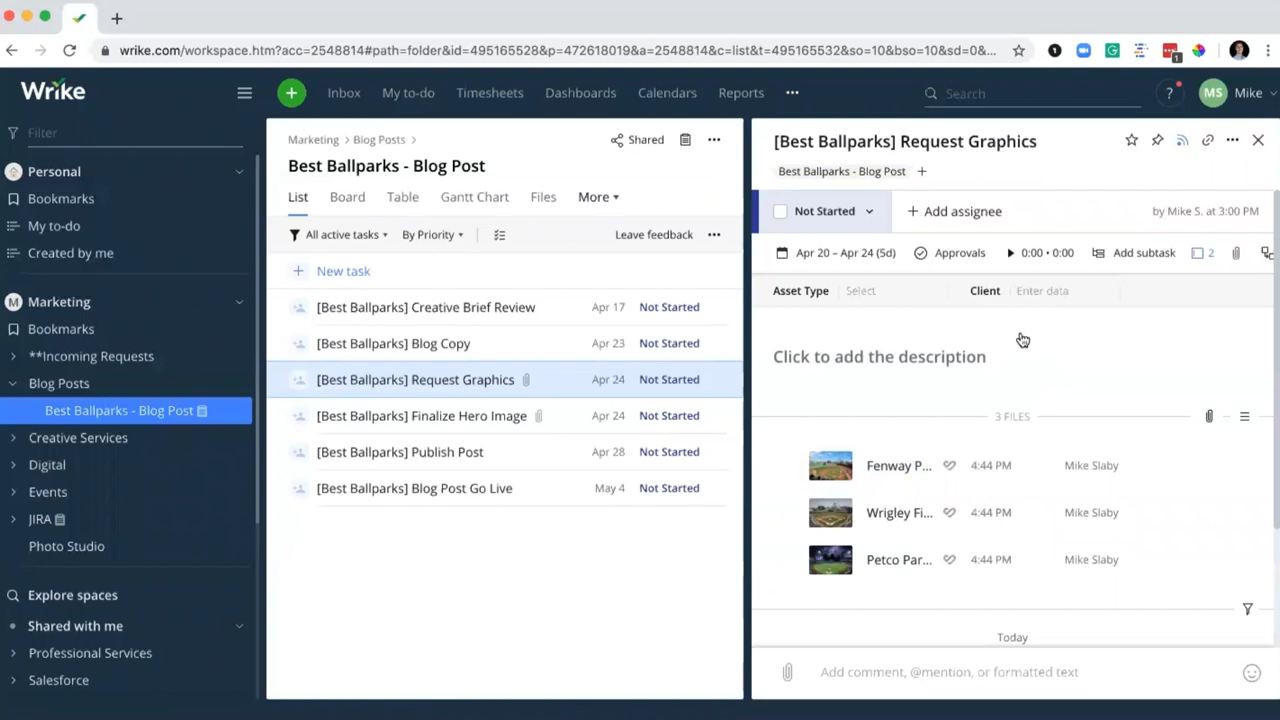 wrike.com/workspace.htm?acc=2548814#path=folder&id=495165528&p=472618019&a=2548814&c=list&t=495165532&so=10&bso=10&sd=0&...
1
1
Wrike
Inbox
My to-do
Timesheets
Dashboards
Calendars
Reports
Search
?
MS
Mike
Filter
Personal
Bookmarks
My to-do
Created by me
M Marketing
Bookmarks
**Incoming Requests
Blog Posts
Best Ballparks - Blog Post
Creative Services
Digital
Events
JIRA
Photo Studio
Explore spaces
Shared with me
Professional Services
Salesforce
Marketing > Blog Posts >
Shared
Best Ballparks - Blog Post
List
Board
Table
Gantt Chart
Files
More
All active tasks
By Priority
Leave feedback
New task
[Best Ballparks] Creative Brief Review Apr 17 Not Started
[Best Ballparks] Blog Copy Apr 23 Not Started
[Best Ballparks] Request Graphics Apr 24 Not Started
[Best Ballparks] Finalize Hero Image Apr 24 Not Started
[Best Ballparks] Publish Post Apr 28 Not Started
[Best Ballparks] Blog Post Go Live May 4 Not Started
[Best Ballparks] Request Graphics
Best Ballparks - Blog Post +
Not Started
+ Add assignee
by Mike S. at 3:00 PM
Apr 20 – Apr 24 (5d)
Approvals
0:00 • 0:00
Add subtask
2
Asset Type Select
Client Enter data
Click to add the description
3 FILES
Fenway P... 4:44 PM Mike Slaby
Wrigley Fi... 4:44 PM Mike Slaby
Petco Par... 4:44 PM Mike Slaby
Today
Add comment, @mention, or formatted text